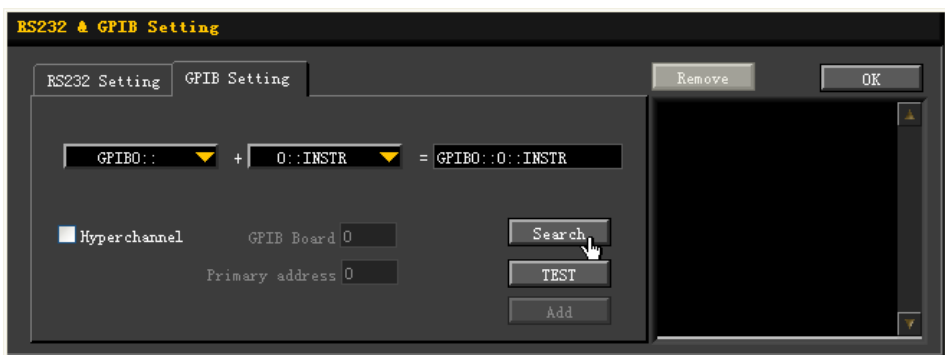 RS232 & GPIB Setting
RS232 Setting GPIB Setting Remove OK
GPIB0:: + 0::INSTR = GPIB0::0::INSTR
Hyperchannel GPIB Board 0 Search
Primary address 0 TEST
Add